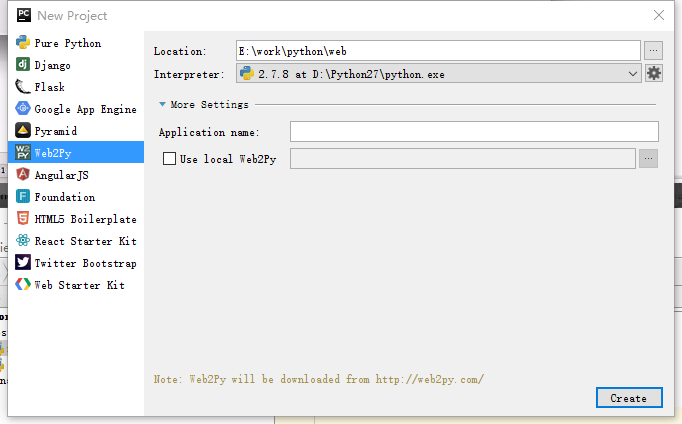 New Project
Pure Python
Django
Flask
Google App Engine
Pyramid
Web2Py
AngularJS
Foundation
HTML5 Boilerplate
React Starter Kit
Twitter Bootstrap
Web Starter Kit
Location: E:\work\python\web
Interpreter: 2.7.8 at D:\Python27\python.exe
More Settings
Application name:
Use local Web2Py
Note: Web2Py will be downloaded from http://web2py.com/
Create